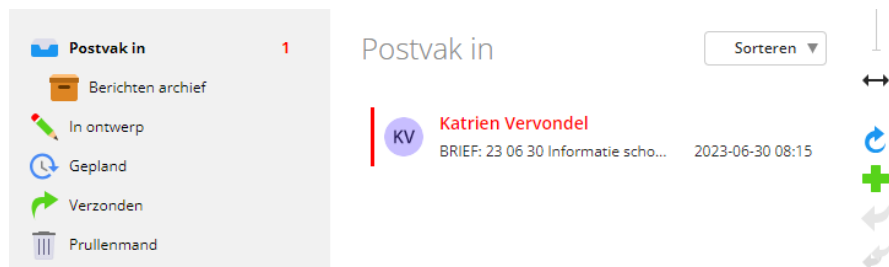 Postvak in 1
Berichten archief
In ontwerp
Gepland
Verzonden
Prullenmand
Postvak in
Sorteren
KV
Katrien Vervondel
BRIEF: 23 06 30 Informatie scho... 2023-06-30 08:15